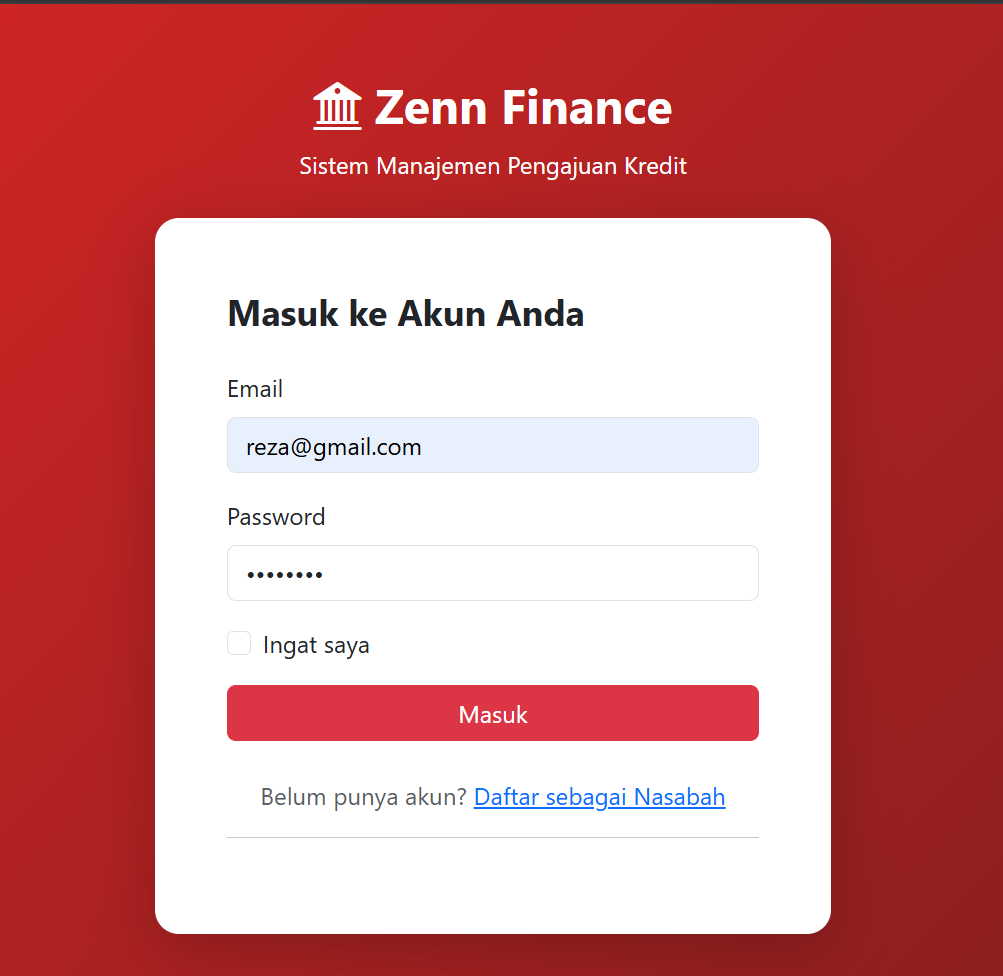 Zenn Finance
Sistem Manajemen Pengajuan Kredit
Masuk ke Akun Anda
Email
reza@gmail.com
Password
••••••••
Ingat saya
Masuk
Belum punya akun? Daftar sebagai Nasabah